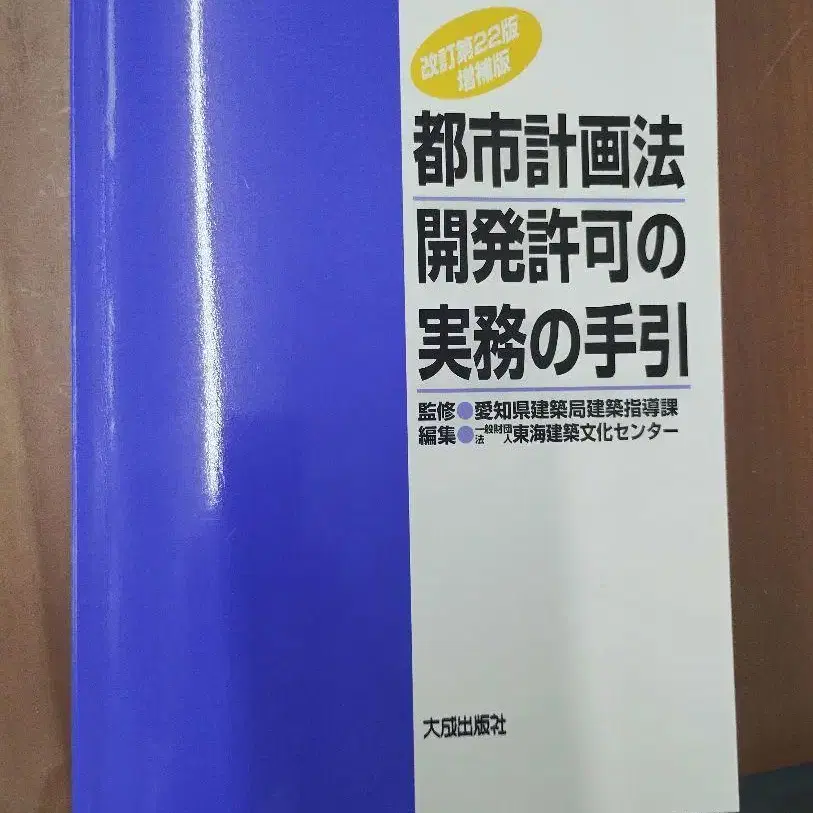 改訂第22版
増補版
都市計画法
開発許可の
実務の手引
監修●愛知県建築局建築指導課
編集●一般財団法人東海建築文化センター
大成出版社